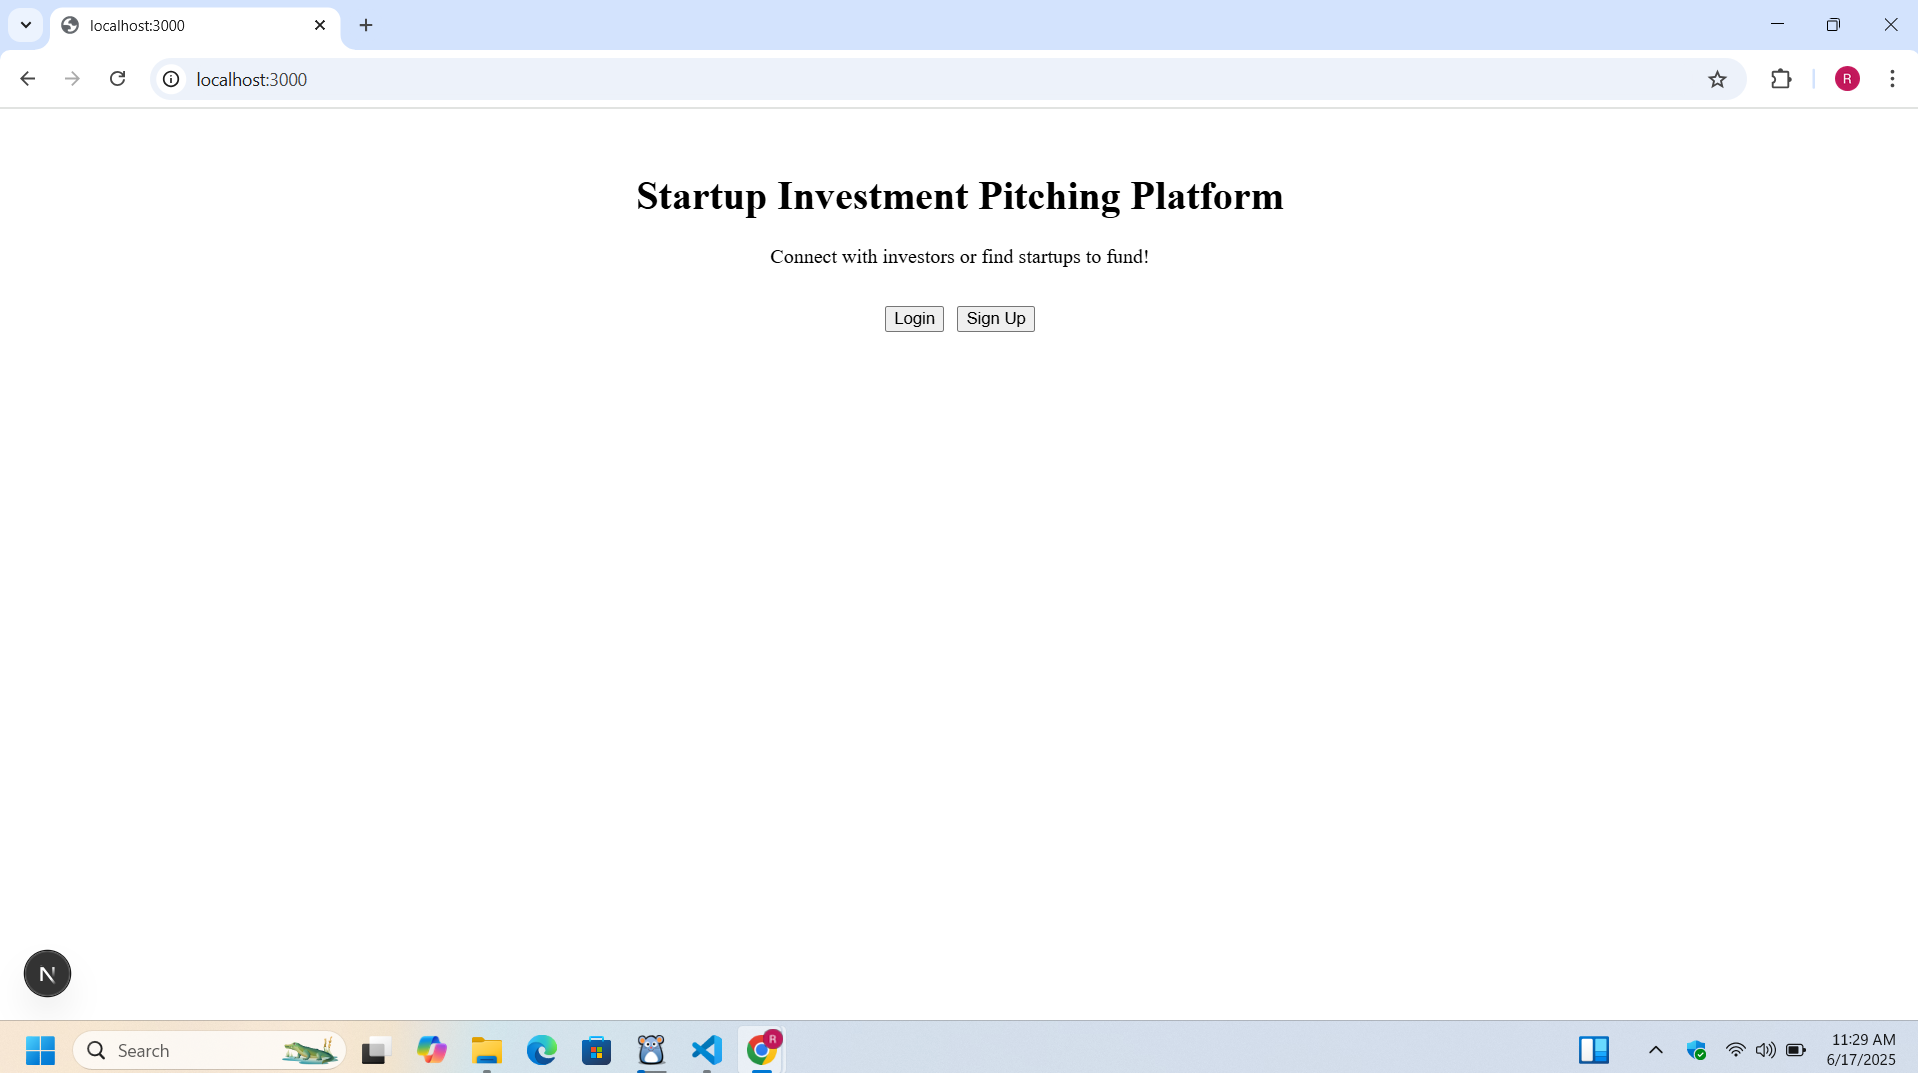 localhost:3000
localhost:3000
R
Startup Investment Pitching Platform
Connect with investors or find startups to fund!
Login Sign Up
N
Search
R
11:29 AM
6/17/2025